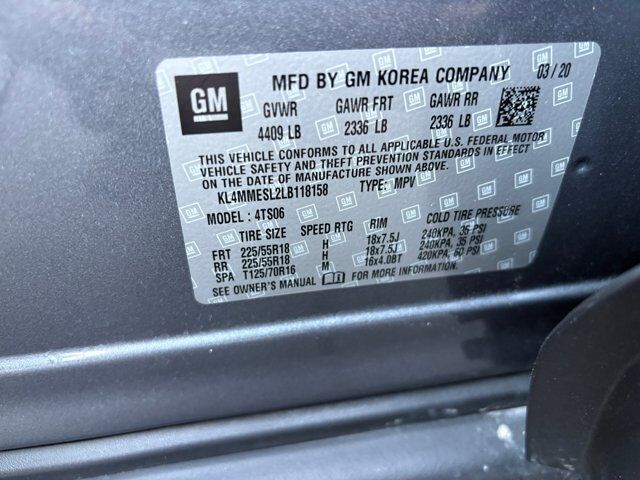 GM
MFD BY GM KOREA COMPANY 03/20
GVWR GAWR FRT GAWR RR
4409 LB 2336 LB 2336 LB
THIS VEHICLE CONFORMS TO ALL APPLICABLE U.S. FEDERAL MOTOR
VEHICLE SAFETY AND THEFT PREVENTION STANDARDS IN EFFECT
ON THE DATE OF MANUFACTURE SHOWN ABOVE.
KL4MMESL2LB118158 TYPE: MPV
MODEL: 4TS06
TIRE SIZE SPEED RTG RIM COLD TIRE PRESSURE
FRT 225/55R18 H 18x7.5J 240KPA, 35 PSI
RR 225/55R18 H 18x7.5J 240KPA, 35 PSI
SPA T125/70R16 M 16x4.0BT 420KPA, 60 PSI
SEE OWNER'S MANUAL FOR MORE INFORMATION.